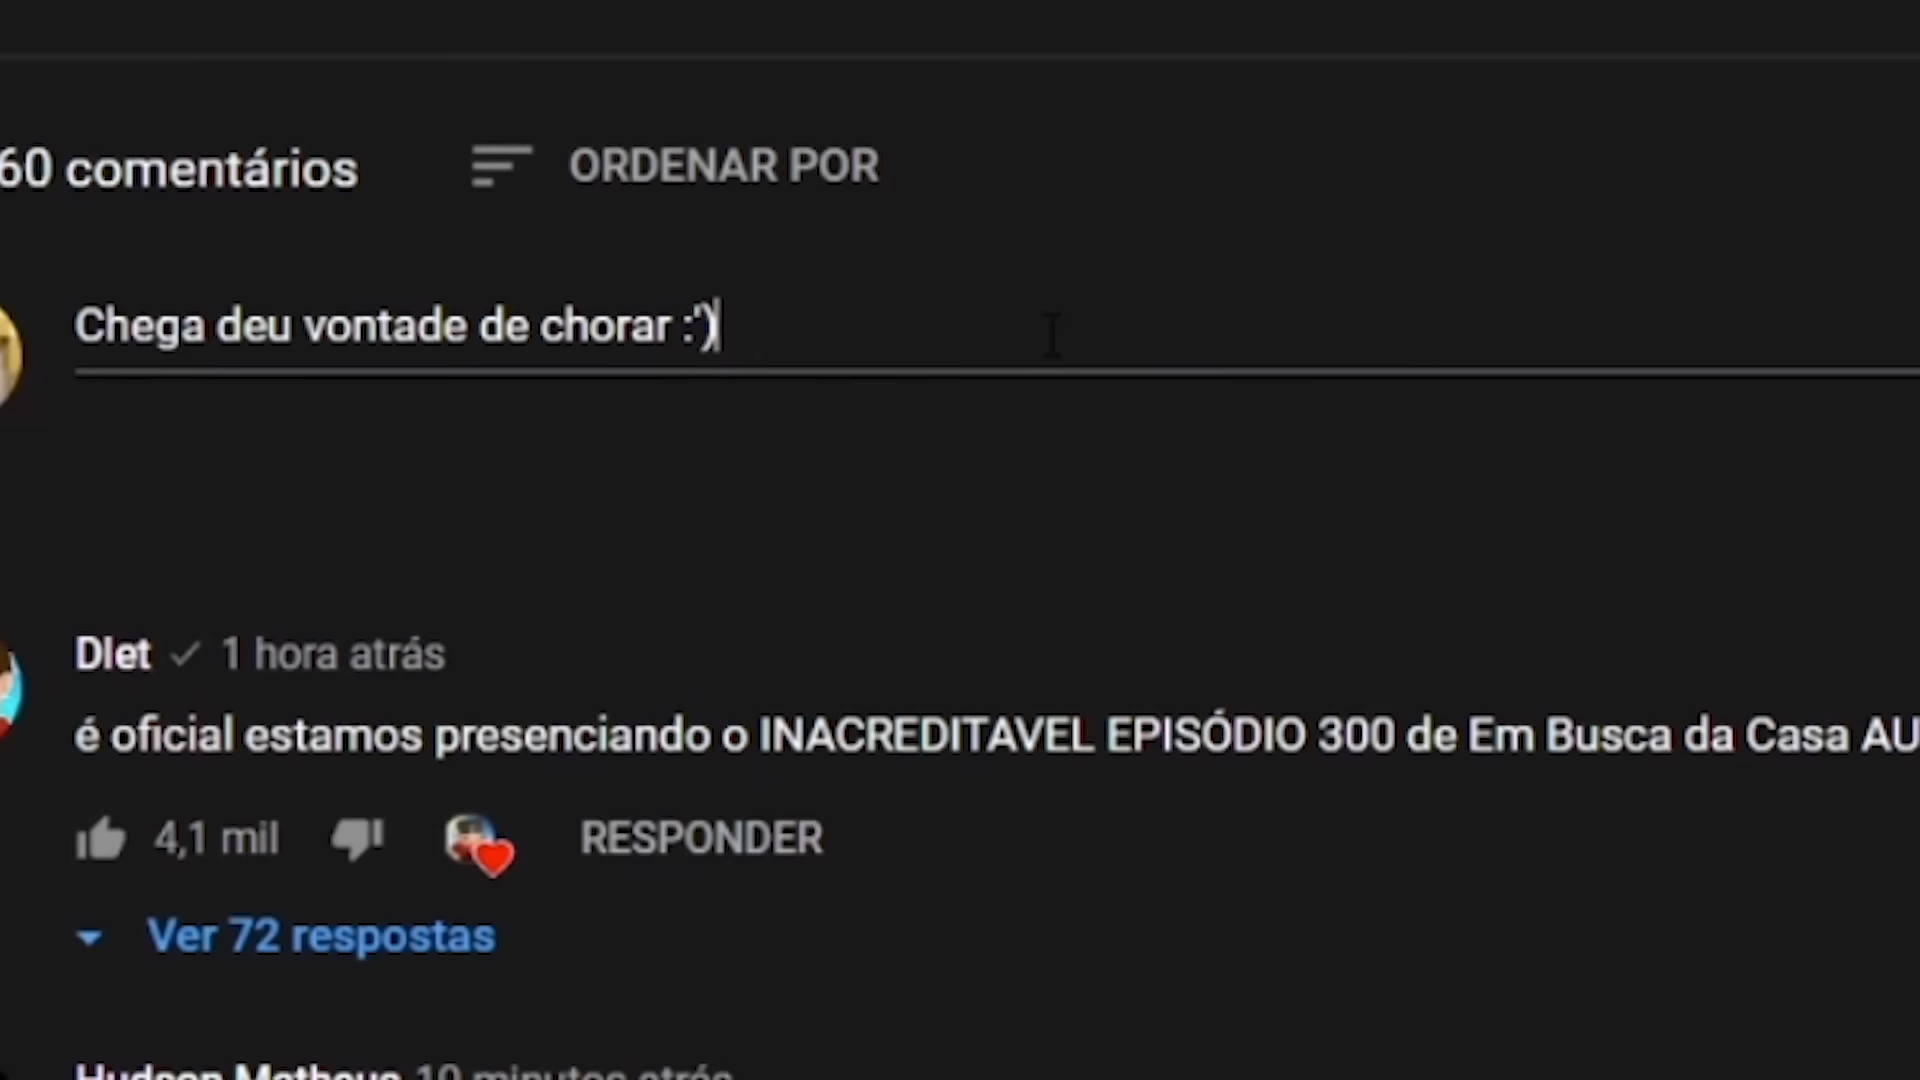 60 comentários
ORDENAR POR
Chega deu vontade de chorar :')
Dlet 1 hora atrás
é oficial estamos presenciando o INACREDITAVEL EPISÓDIO 300 de Em Busca da Casa AU
4,1 mil
RESPONDER
Ver 72 respostas
Hudson Matheus 10 minutos atrás